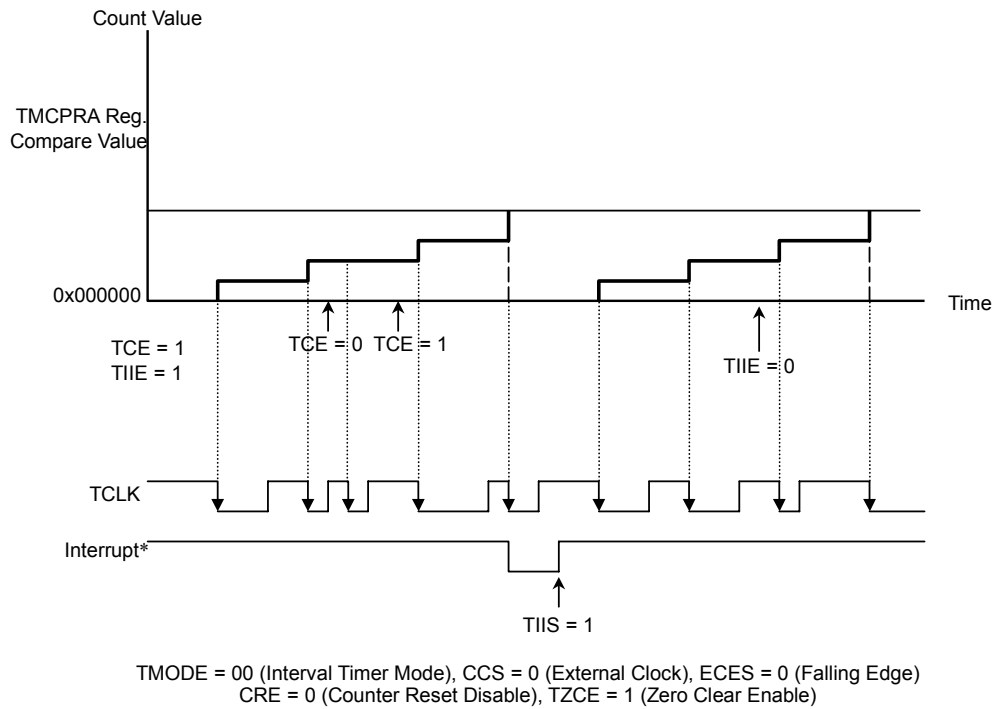 Count Value
TMCPRA Reg.
Compare Value
0x000000
Time
TCE = 1
TIIE = 1
TCE = 0
TCE = 1
TIIE = 0
TCLK
Interrupt*
TIIS = 1
TMODE = 00 (Interval Timer Mode), CCS = 0 (External Clock), ECES = 0 (Falling Edge)
CRE = 0 (Counter Reset Disable), TZCE = 1 (Zero Clear Enable)